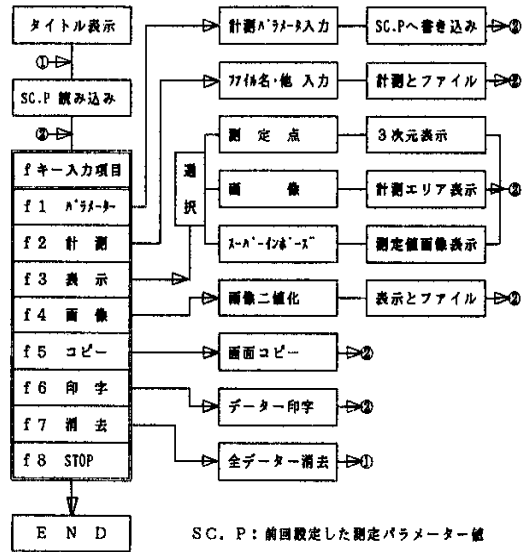 タイトル表示
①
SC.P 読み込み
②
fキー入力項目
f1 パラメーター
f2 計測
f3 表示
f4 画像
f5 コピー
f6 印字
f7 消去
f8 STOP
END
計測パラメータ入力
SC.Pへ書き込み
②
ファイル名・他 入力
計測とファイル
②
選択
測定点
3次元表示
画像
計測エリア表示
②
スーパーインポーズ
測定値画像表示
画像二値化
表示とファイル
②
画面コピー
②
データー印字
②
全データー消去
①
SC.P:前回設定した測定パラメーター値